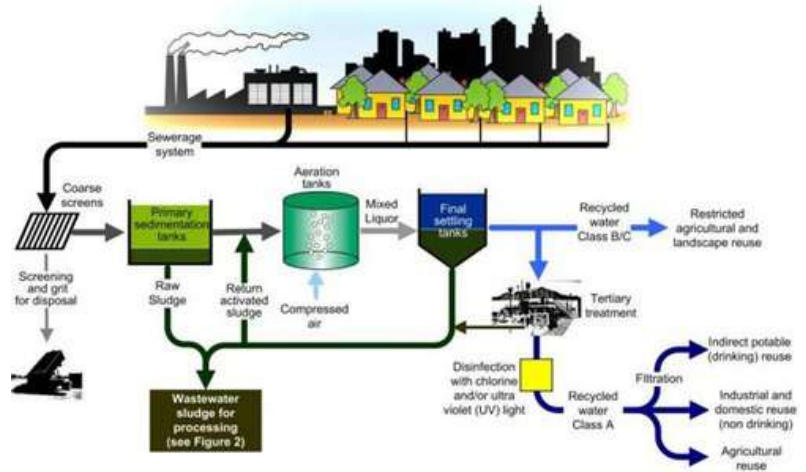 Sewerage
system
Coarse
screens
Primary
sedimentation
tanks
Aeration
tanks
Mixed
Liquor
Final
settling
tanks
Recycled
water
Class B/C
Restricted
agricultural and
landscape reuse
Screening
and grit
for disposal
Raw
Sludge
Return
activated
sludge
Compressed
air
Tertiary
treatment
Wastewater
sludge for
processing
(see Figure 2)
Disinfection
with chlorine
and/or ultra
violet (UV) light
Recycled
water
Class A
Filtration
Indirect potable
(drinking) reuse
Industrial and
domestic reuse
(non drinking)
Agricultural
reuse